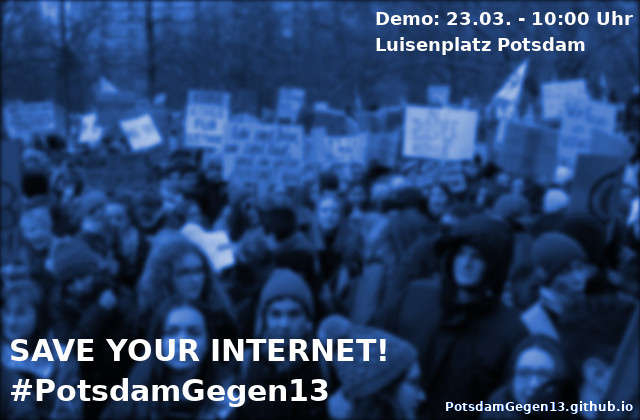 Demo: 23.03. - 10:00 Uhr
Luisenplatz Potsdam
SAVE YOUR INTERNET!
#PotsdamGegen13
PotsdamGegen13.github.io